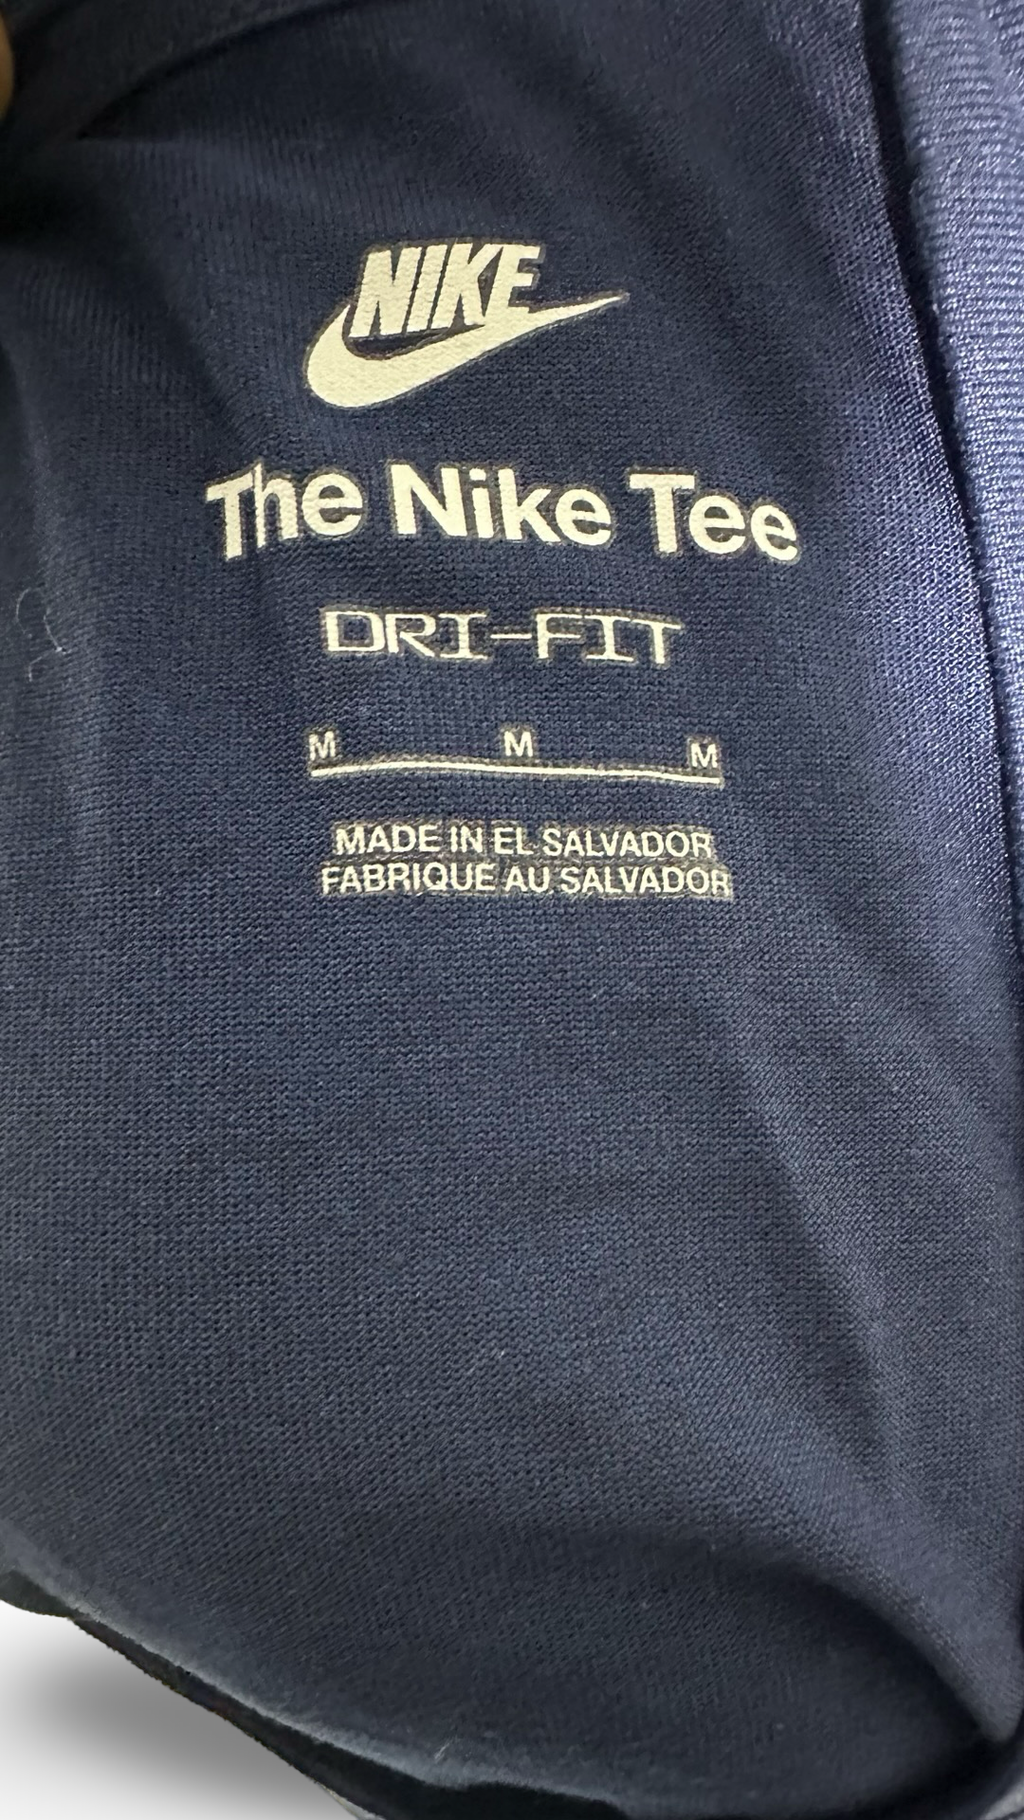 NIKE
The Nike Tee
DRI-FIT
M M M
MADE IN EL SALVADOR
FABRIQUE AU SALVADOR